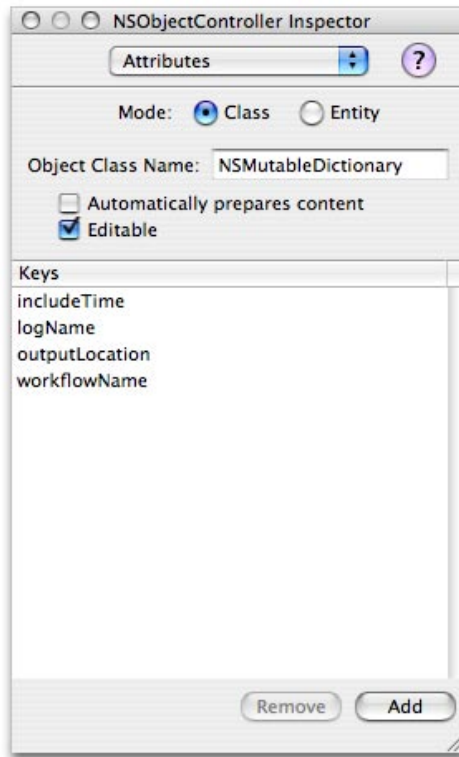 NSObjectController Inspector
Attributes
?
Mode: Class Entity
Object Class Name: NSMutableDictionary
Automatically prepares content
Editable
Keys
includeTime
logName
outputLocation
workflowName
Remove Add